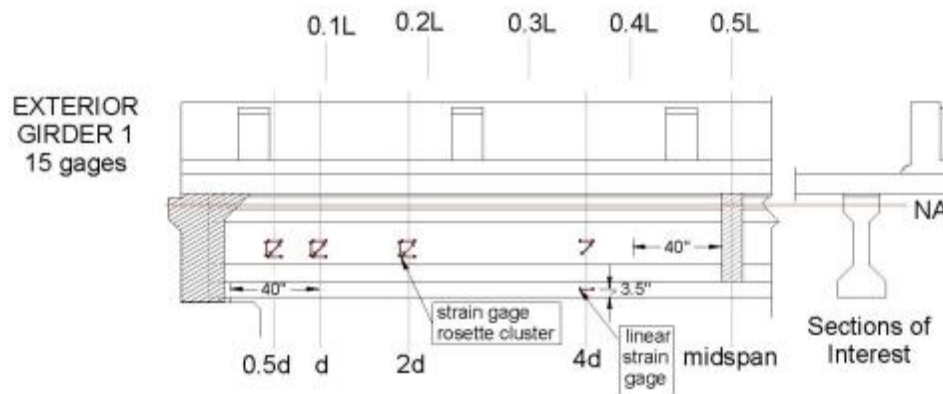 0.1L 0.2L 0.3L 0.4L 0.5L
EXTERIOR
GIRDER 1
15 gages
NA
40"
40"
3.5"
strain gage
rosette cluster
linear
strain
gage
Sections of
Interest
0.5d d 2d 4d midspan